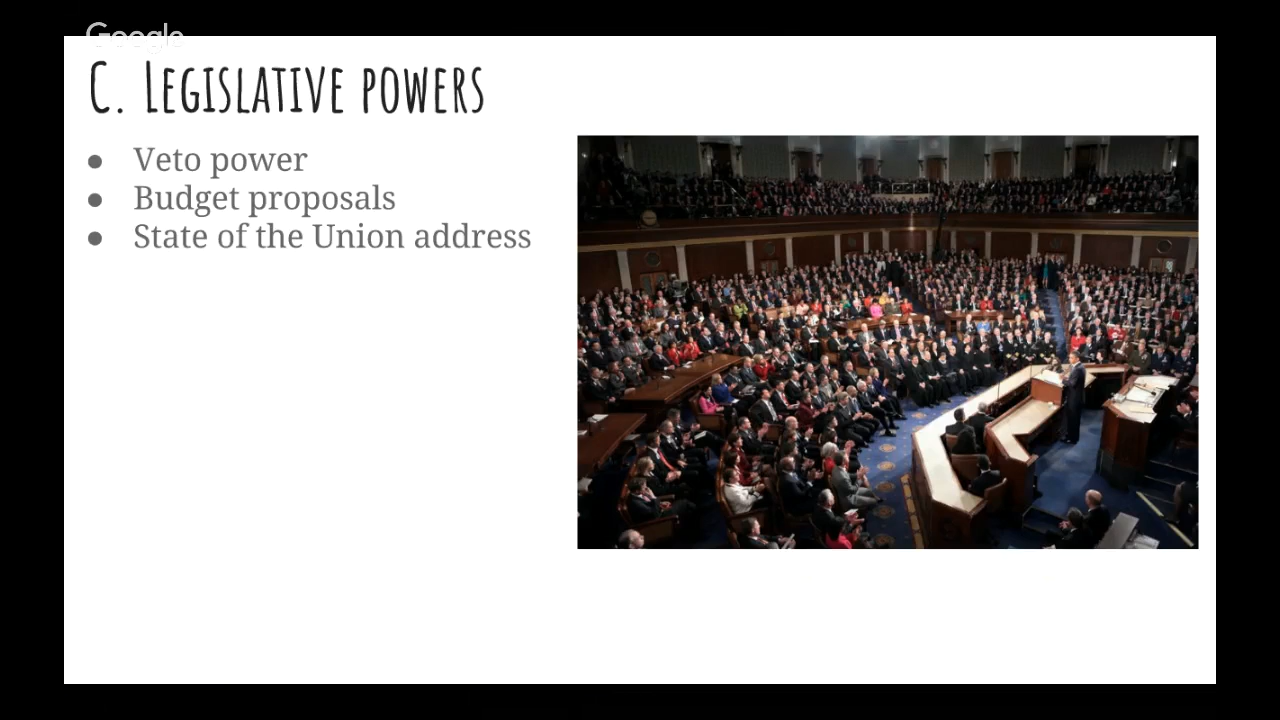 Google
C. Legislative powers
● Veto power
● Budget proposals
● State of the Union address